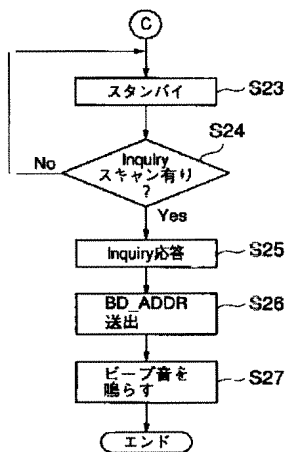 C
スタンバイ
S23
S24
No
Inquiry
スキャン有り
?
Yes
Inquiry応答
S25
BD_ADDR
送出
S26
ビープ音を
鳴らす
S27
エンド